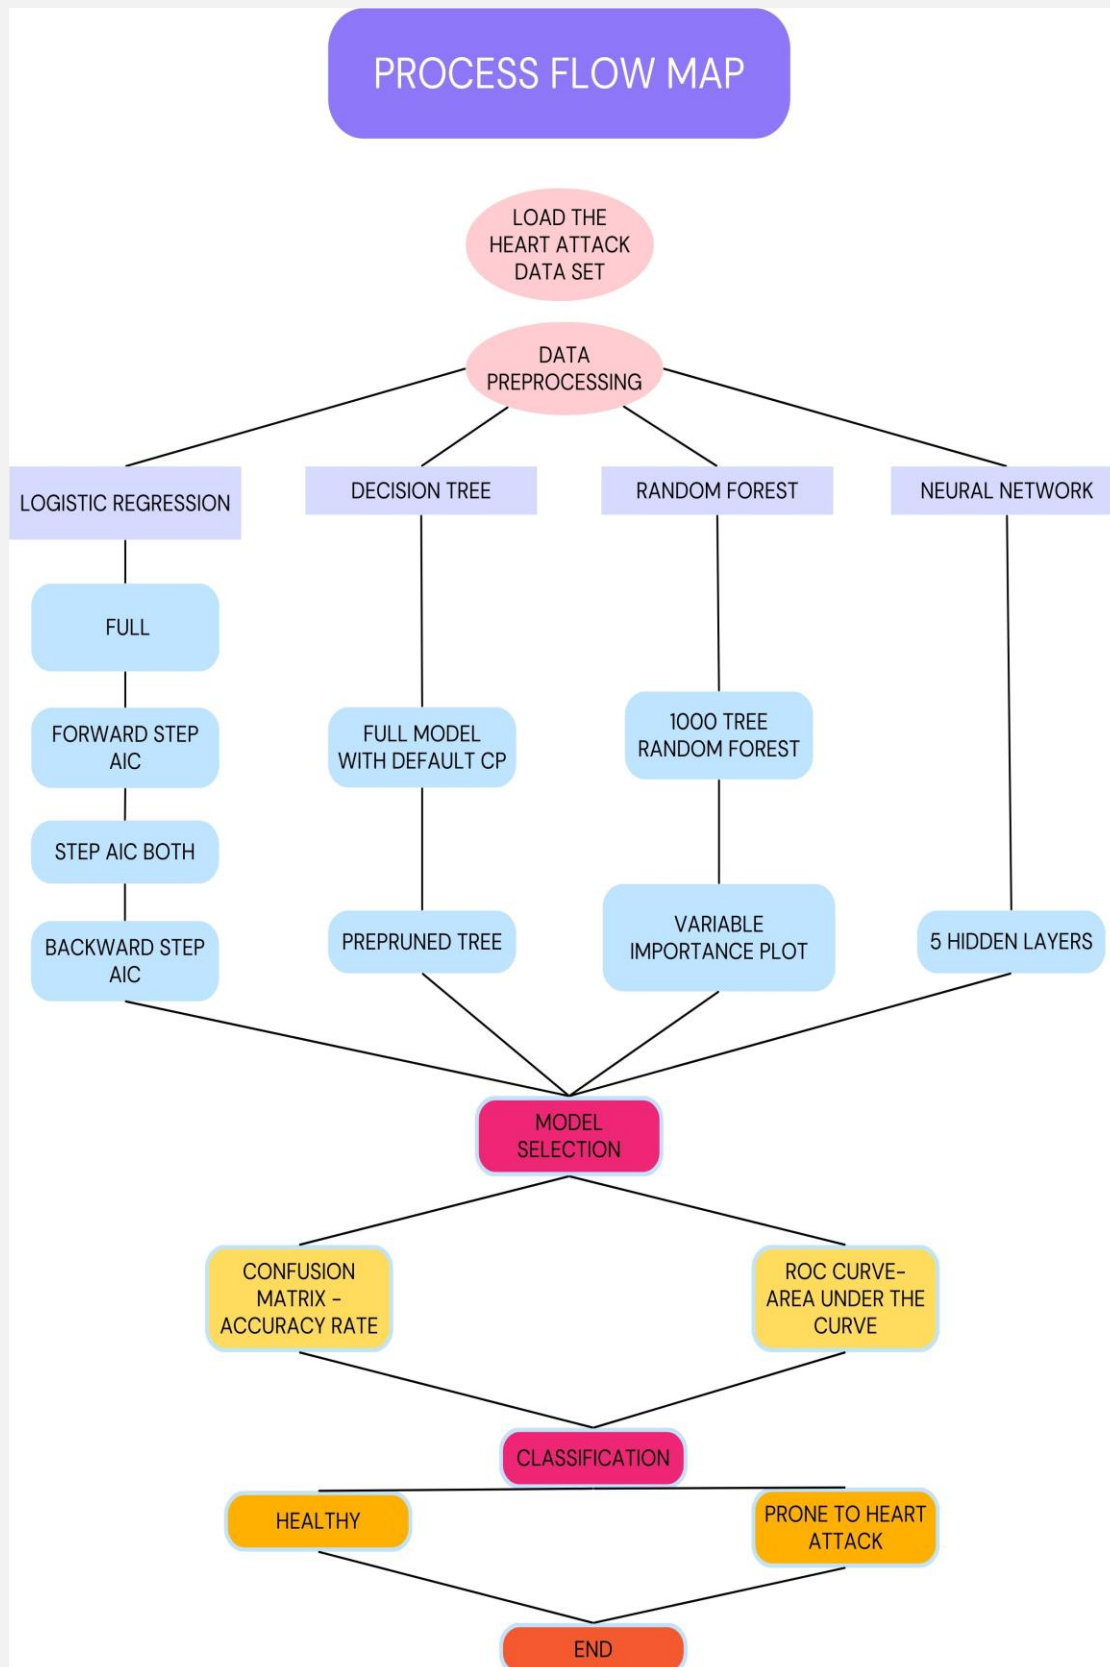 PROCESS FLOW MAP
LOAD THE
HEART ATTACK
DATA SET
DATA
PREPROCESSING
LOGISTIC REGRESSION
DECISION TREE
RANDOM FOREST
NEURAL NETWORK
FULL
FORWARD STEP
AIC
FULL MODEL
WITH DEFAULT CP
1000 TREE
RANDOM FOREST
STEP AIC BOTH
BACKWARD STEP
AIC
PREPRUNED TREE
VARIABLE
IMPORTANCE PLOT
5 HIDDEN LAYERS
MODEL
SELECTION
CONFUSION
MATRIX -
ACCURACY RATE
ROC CURVE-
AREA UNDER THE
CURVE
CLASSIFICATION
HEALTHY
PRONE TO HEART
ATTACK
END